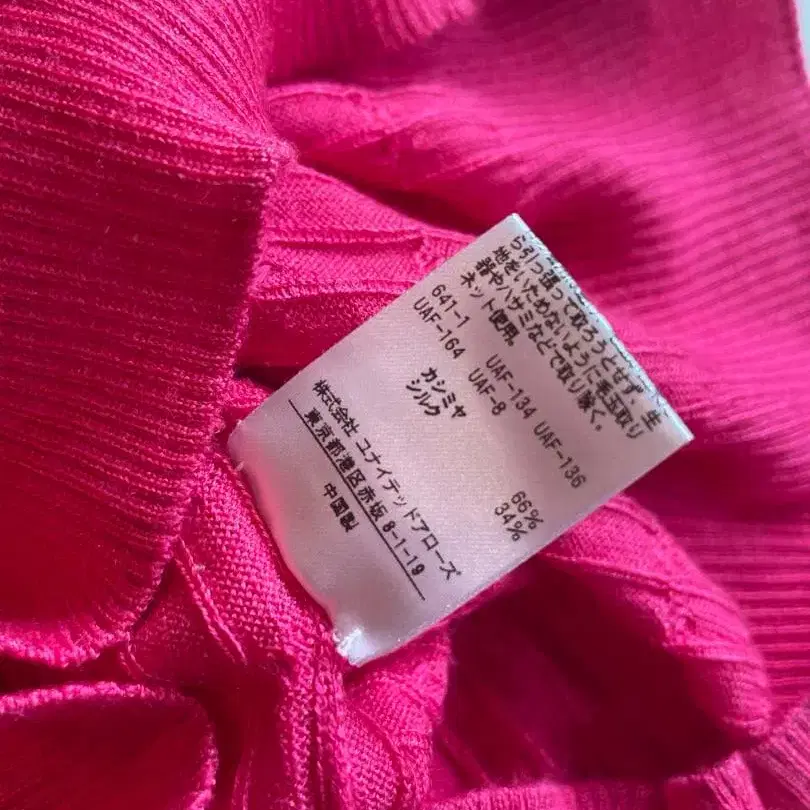 ら引っ張って取ろうとせず、生
地をいためないように毛玉取り
器やハサミなどで取り除く。
ネット使用。
641-1 UAF-134 UAF-136
UAF-164 UAF-8
カシミヤ 66%
シルク 34%
株式会社 ユナイテッドアローズ
東京都港区赤坂 8-1-19
中国製